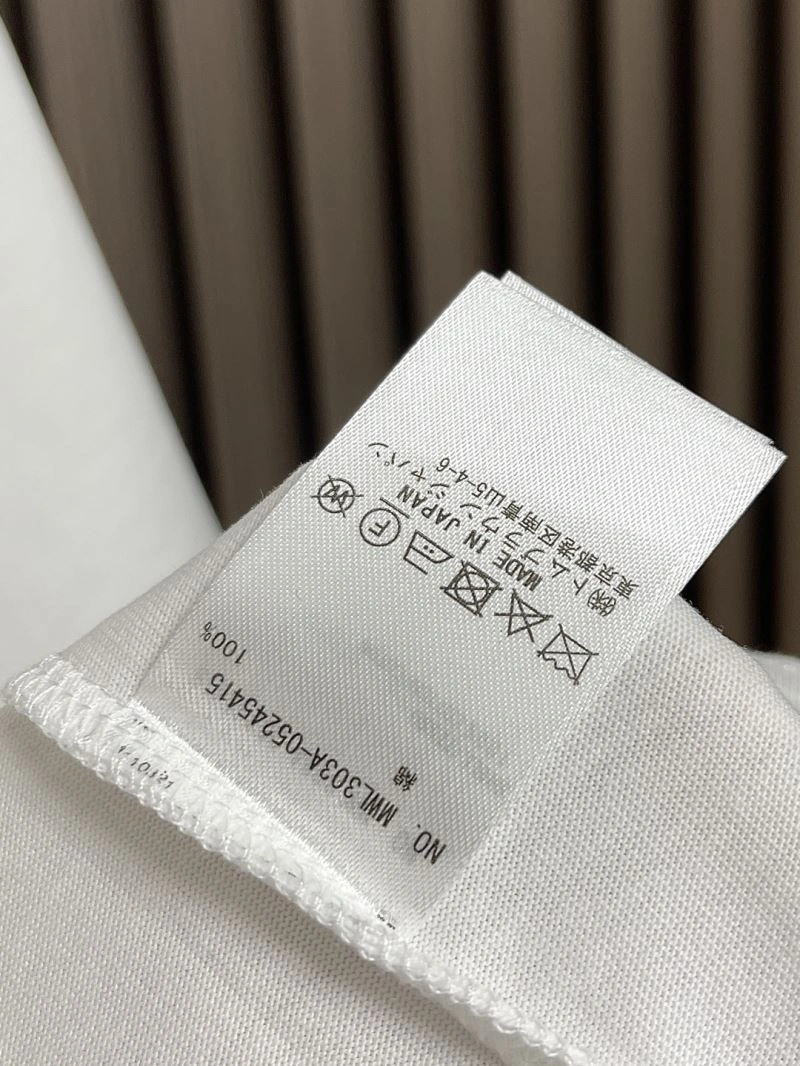 NO. MWL303A-05245415
綿 100%
MADE IN JAPAN
㈱トムブラウンジャパン
東京都港区南青山5-4-6